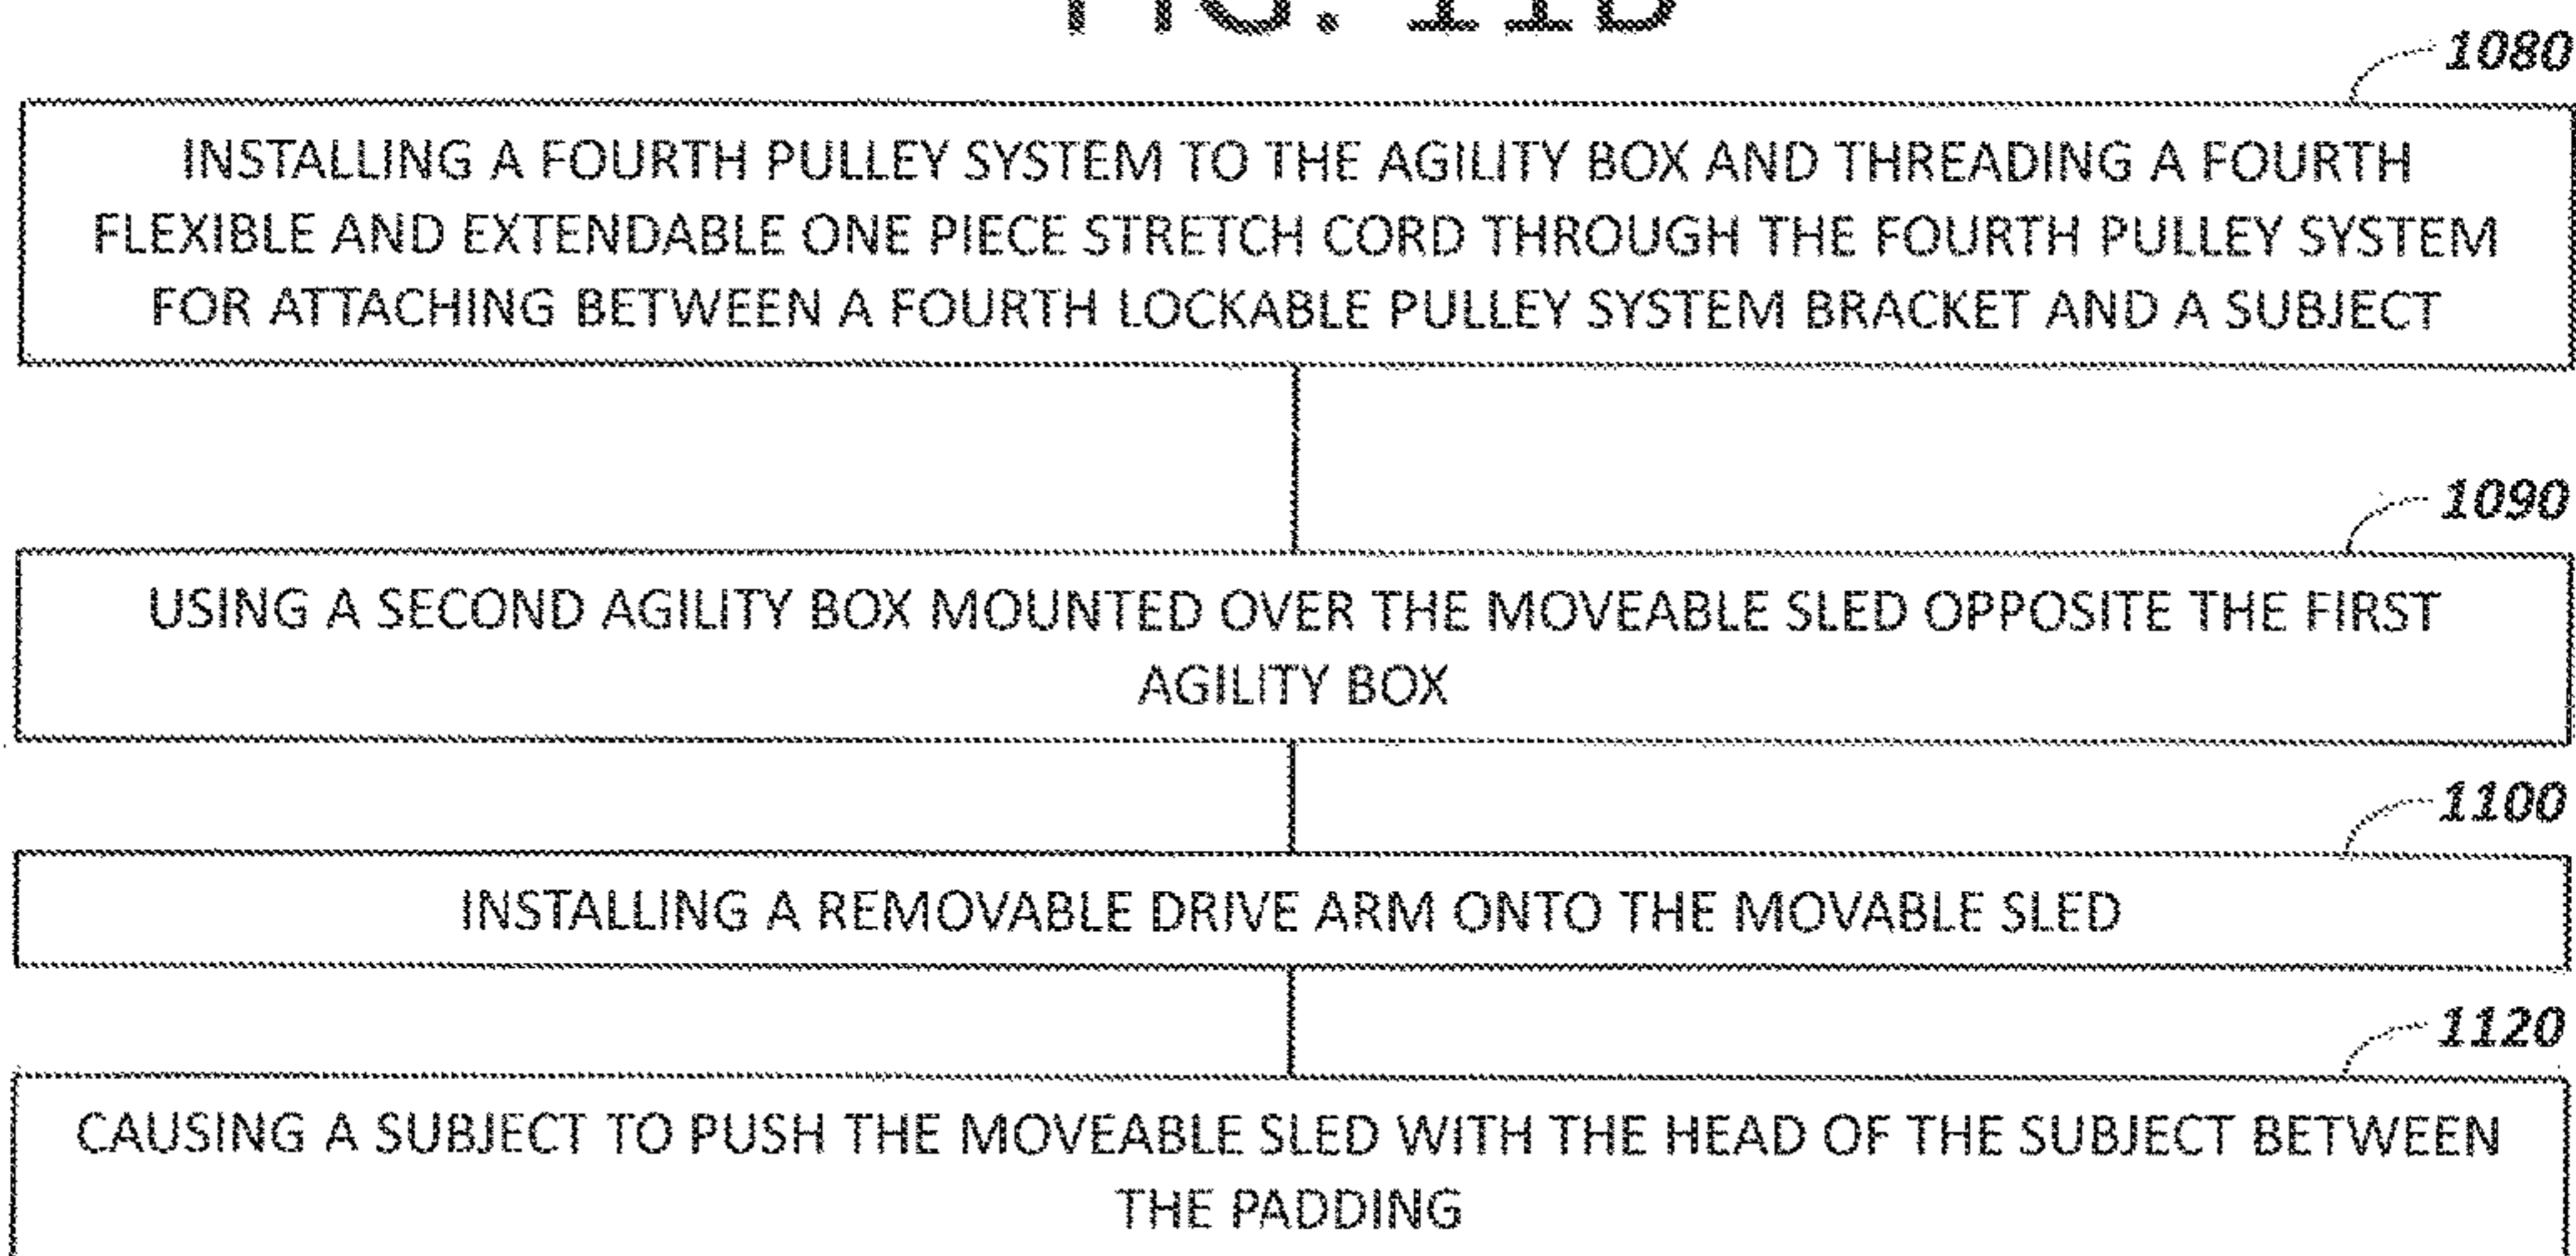 FIG. 11B
1080
INSTALLING A FOURTH PULLEY SYSTEM TO THE AGILITY BOX AND THREADING A FOURTH
FLEXIBLE AND EXTENDABLE ONE PIECE STRETCH CORD THROUGH THE FOURTH PULLEY SYSTEM
FOR ATTACHING BETWEEN A FOURTH LOCKABLE PULLEY SYSTEM BRACKET AND A SUBJECT
1090
USING A SECOND AGILITY BOX MOUNTED OVER THE MOVEABLE SLED OPPOSITE THE FIRST
AGILITY BOX
1100
INSTALLING A REMOVABLE DRIVE ARM ONTO THE MOVABLE SLED
1120
CAUSING A SUBJECT TO PUSH THE MOVEABLE SLED WITH THE HEAD OF THE SUBJECT BETWEEN
THE PADDING